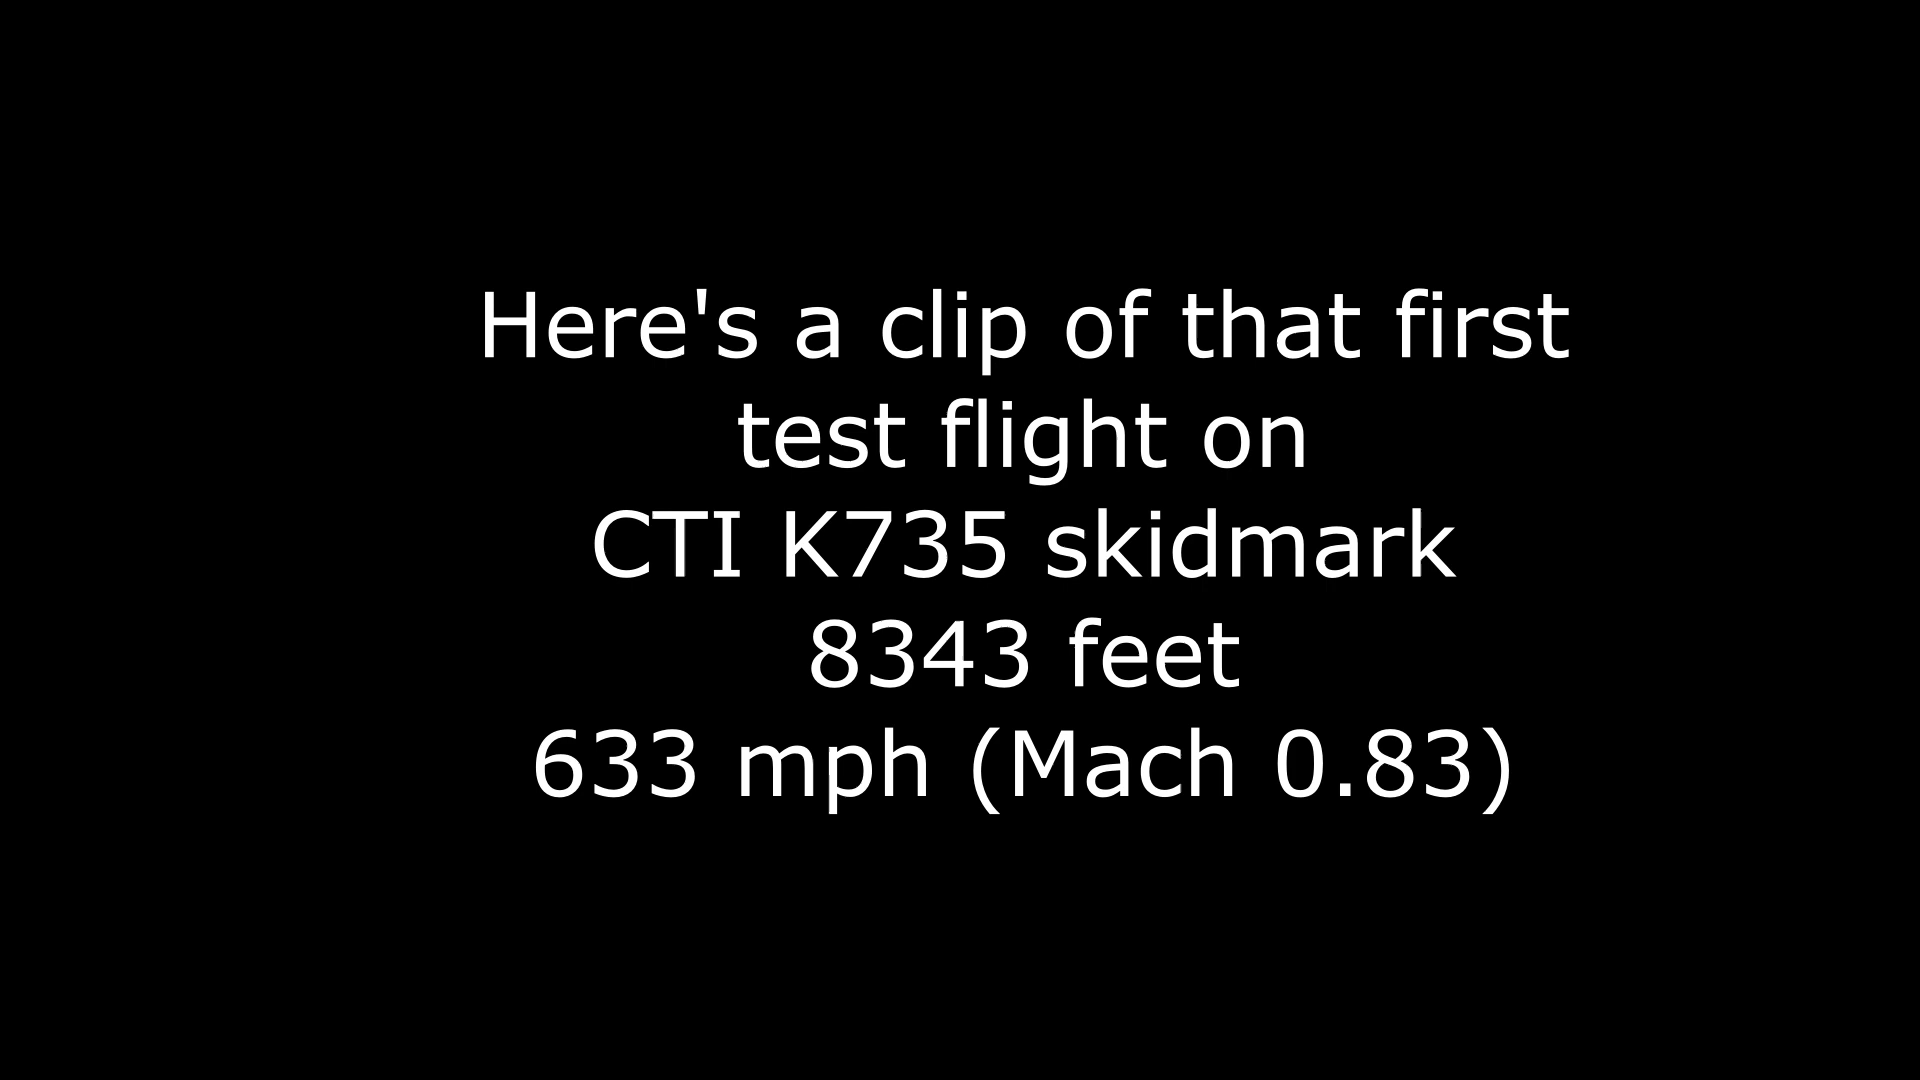 Here's a clip of that first
test flight on
CTI K735 skidmark
8343 feet
633 mph (Mach 0.83)